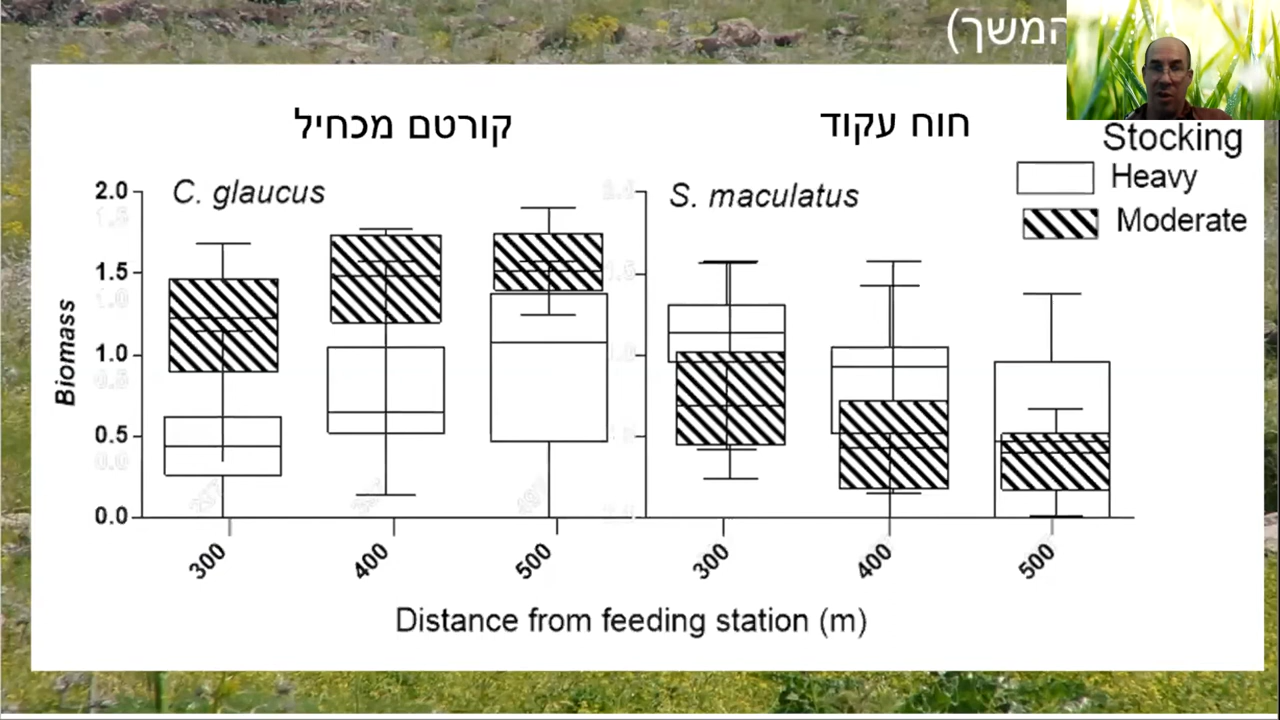 המשך)
קורטם מכחיל
חוח עקוד
Stocking
Heavy
Moderate
C. glaucus
S. maculatus
Biomass
2.0
1.5
1.0
0.5
0.0
300
400
500
300
400
500
Distance from feeding station (m)